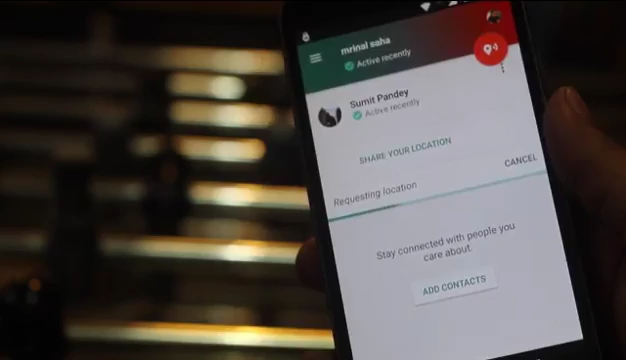 mrinal saha
Active recently
Sumit Pandey
Active recently
SHARE YOUR LOCATION
CANCEL
Requesting location
Stay connected with people you
care about.
ADD CONTACTS